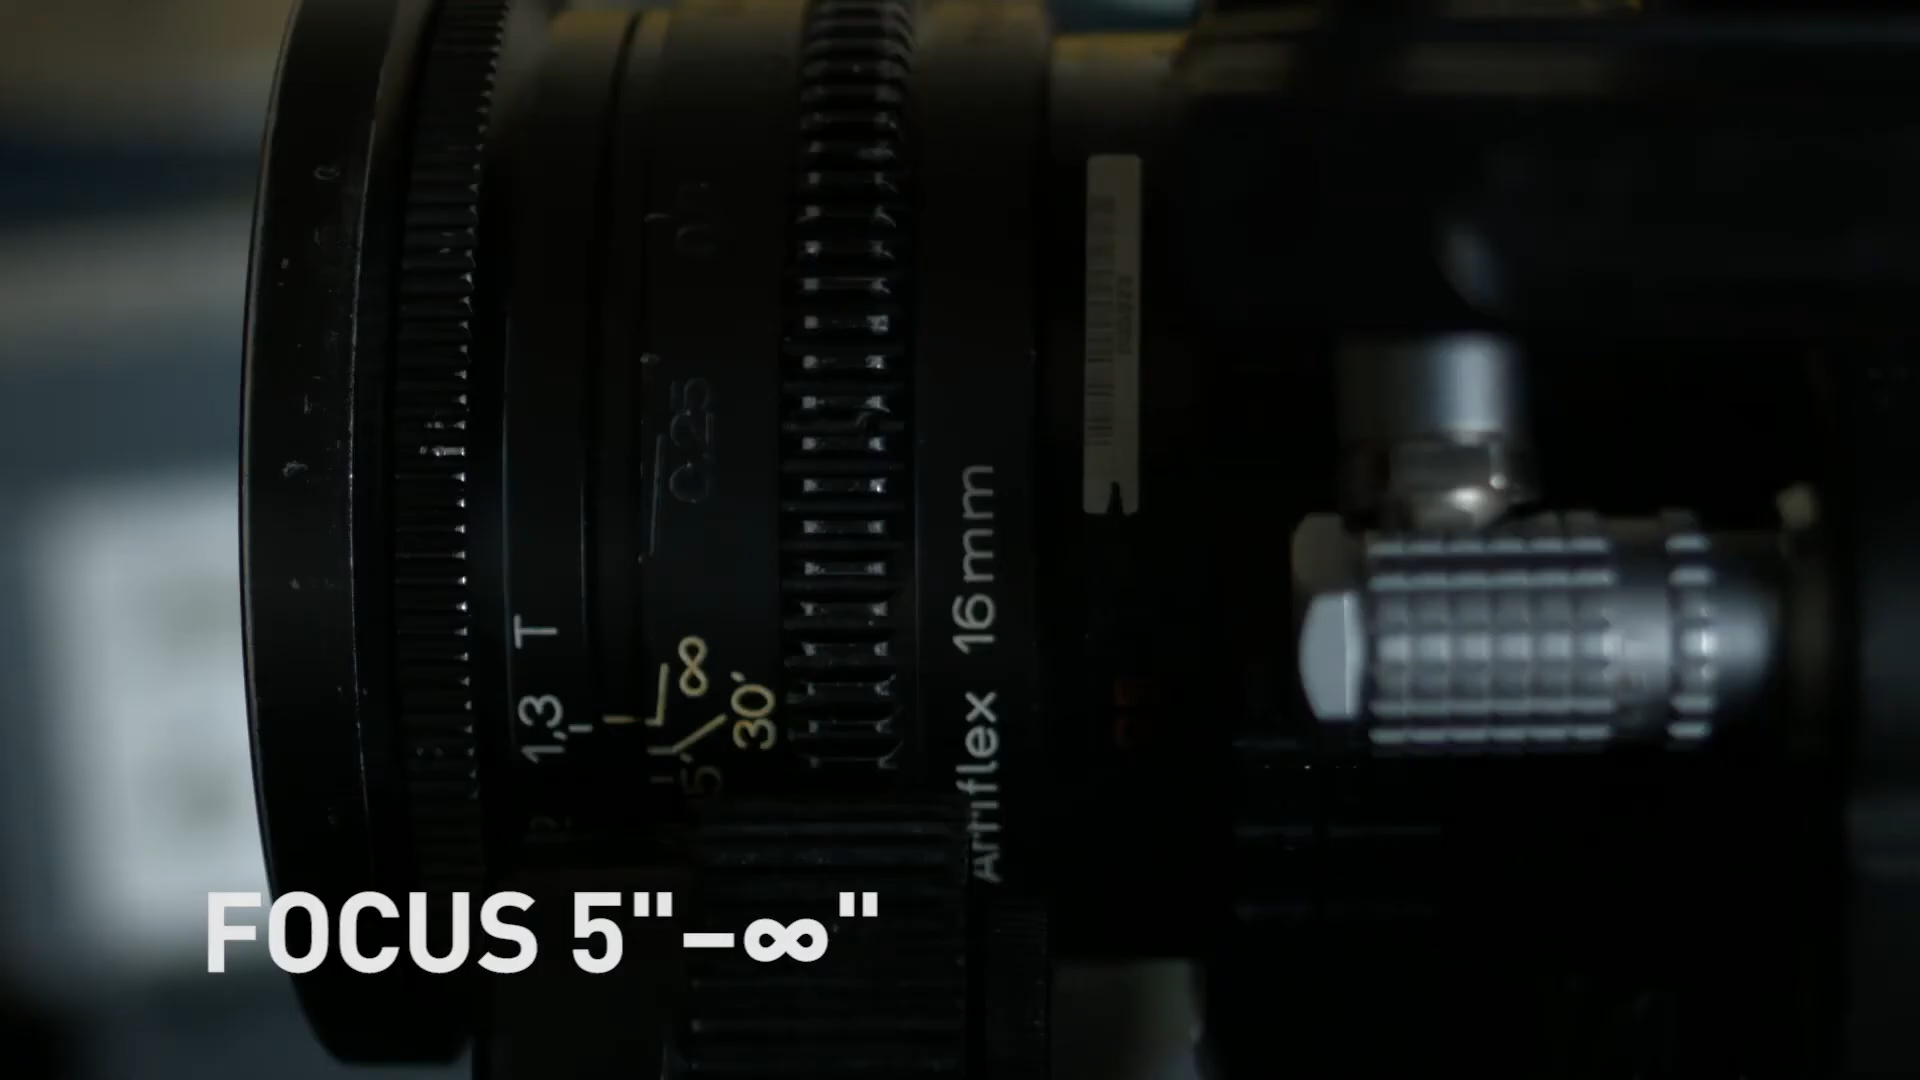 T 1,3
∞
30'
5'
0,25
Arriflex 16mm
FOCUS 5"–∞"